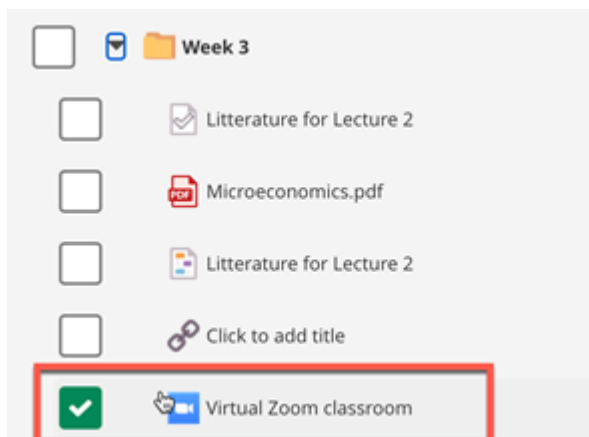 Week 3
Litterature for Lecture 2
PDF
Microeconomics.pdf
Litterature for Lecture 2
Click to add title
Virtual Zoom classroom